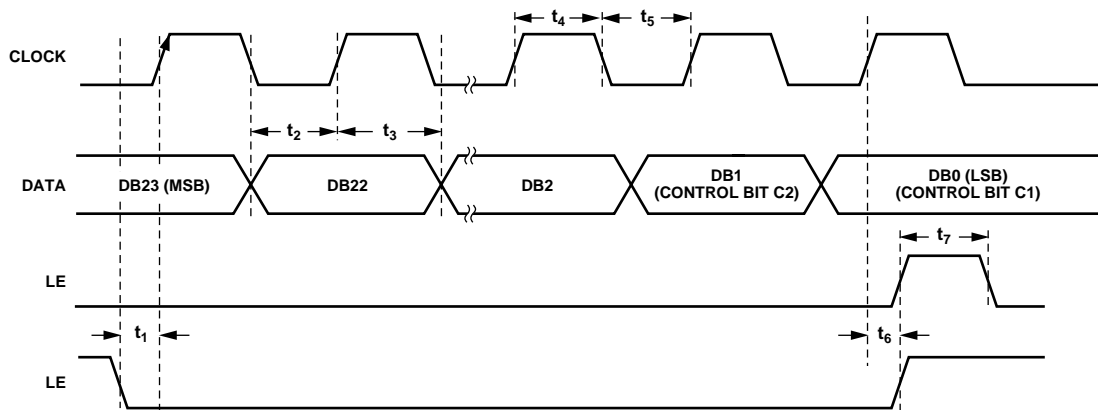 t4 t5
CLOCK
t2 t3
DATA
DB23 (MSB)
DB22
DB2
DB1
(CONTROL BIT C2)
DB0 (LSB)
(CONTROL BIT C1)
t7
LE
t1
t6
LE